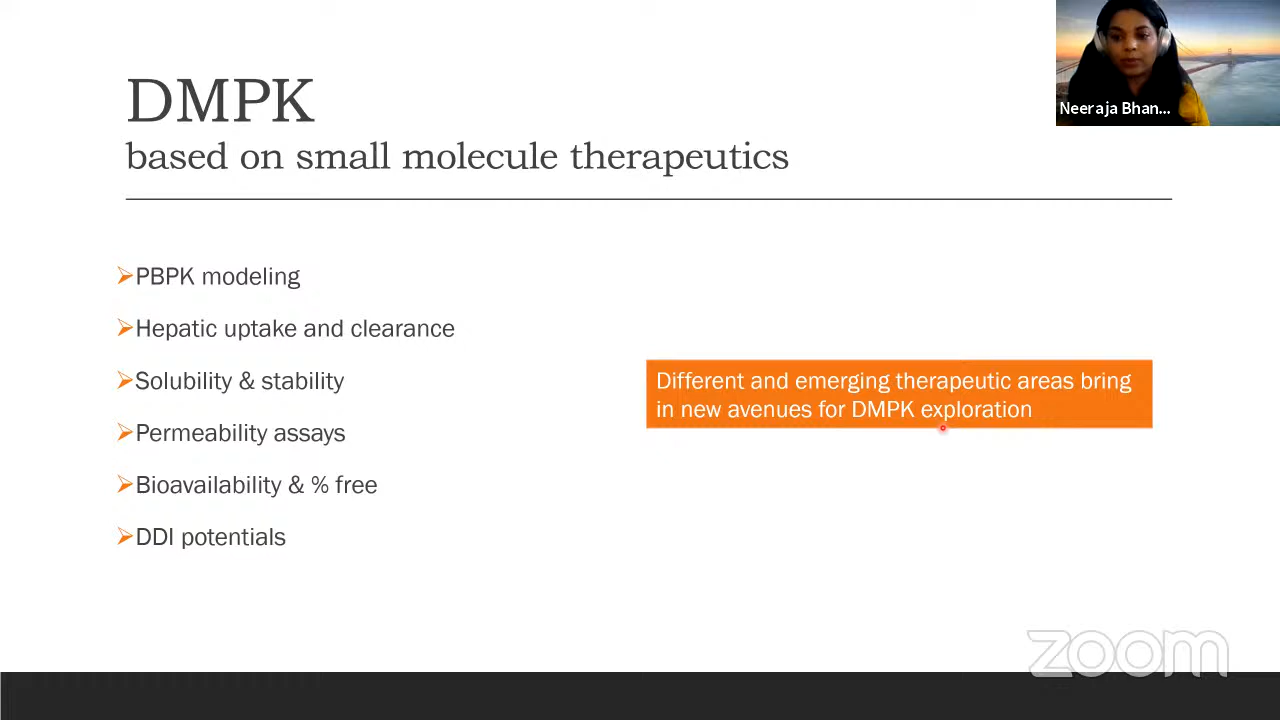 DMPK
based on small molecule therapeutics
Neeraja Bhan...
➢PBPK modeling
➢Hepatic uptake and clearance
➢Solubility & stability
➢Permeability assays
➢Bioavailability & % free
➢DDI potentials
Different and emerging therapeutic areas bring
in new avenues for DMPK exploration
zoom